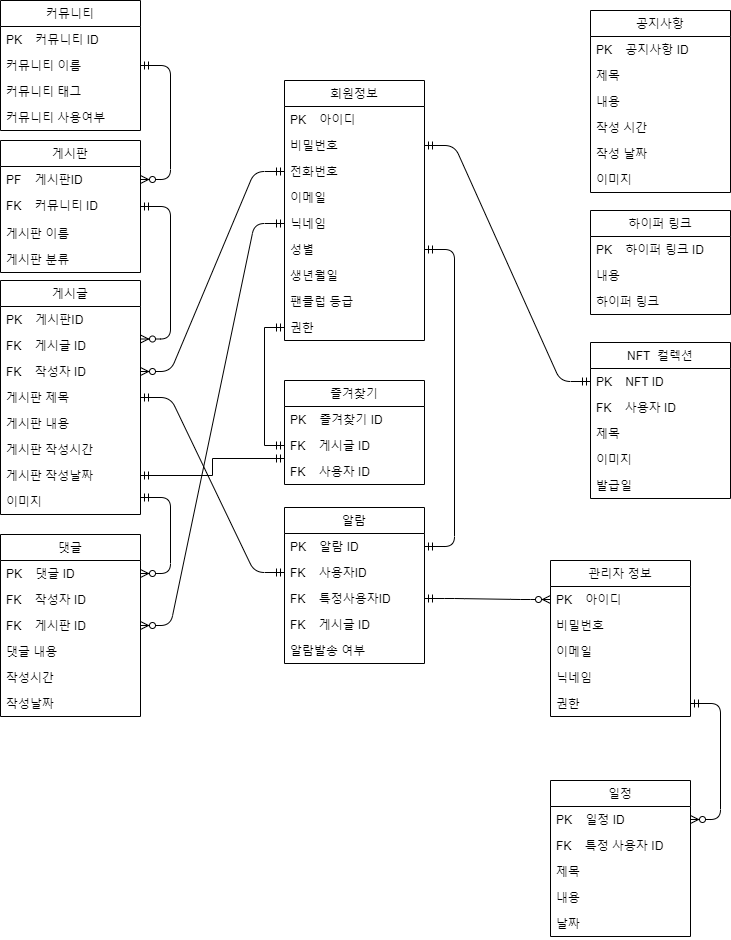 커뮤니티
PK 커뮤니티 ID
커뮤니티 이름
커뮤니티 태그
커뮤니티 사용여부
게시판
PF 게시판ID
FK 커뮤니티 ID
게시판 이름
게시판 분류
게시글
PK 게시판ID
FK 게시글 ID
FK 작성자 ID
게시판 제목
게시판 내용
게시판 작성시간
게시판 작성날짜
이미지
댓글
PK 댓글 ID
FK 작성자 ID
FK 게시판 ID
댓글 내용
작성시간
작성날짜
회원정보
PK 아이디
비밀번호
전화번호
이메일
닉네임
성별
생년월일
팬클럽 등급
권한
즐겨찾기
PK 즐겨찾기 ID
FK 게시글 ID
FK 사용자 ID
알람
PK 알람 ID
FK 사용자ID
FK 특정사용자ID
FK 게시글 ID
알람발송 여부
공지사항
PK 공지사항 ID
제목
내용
작성 시간
작성 날짜
이미지
하이퍼 링크
PK 하이퍼 링크 ID
내용
하이퍼 링크
NFT 컬렉션
PK NFT ID
FK 사용자 ID
제목
이미지
발급일
관리자 정보
PK 아이디
비밀번호
이메일
닉네임
권한
일정
PK 일정 ID
FK 특정 사용자 ID
제목
내용
날짜